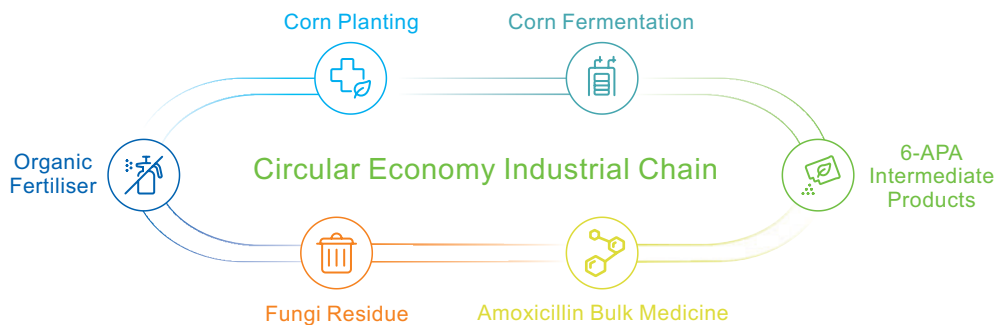 Corn Planting
Corn Fermentation
Organic
Fertiliser
Circular Economy Industrial Chain
6-APA
Intermediate
Products
Fungi Residue
Amoxicillin Bulk Medicine